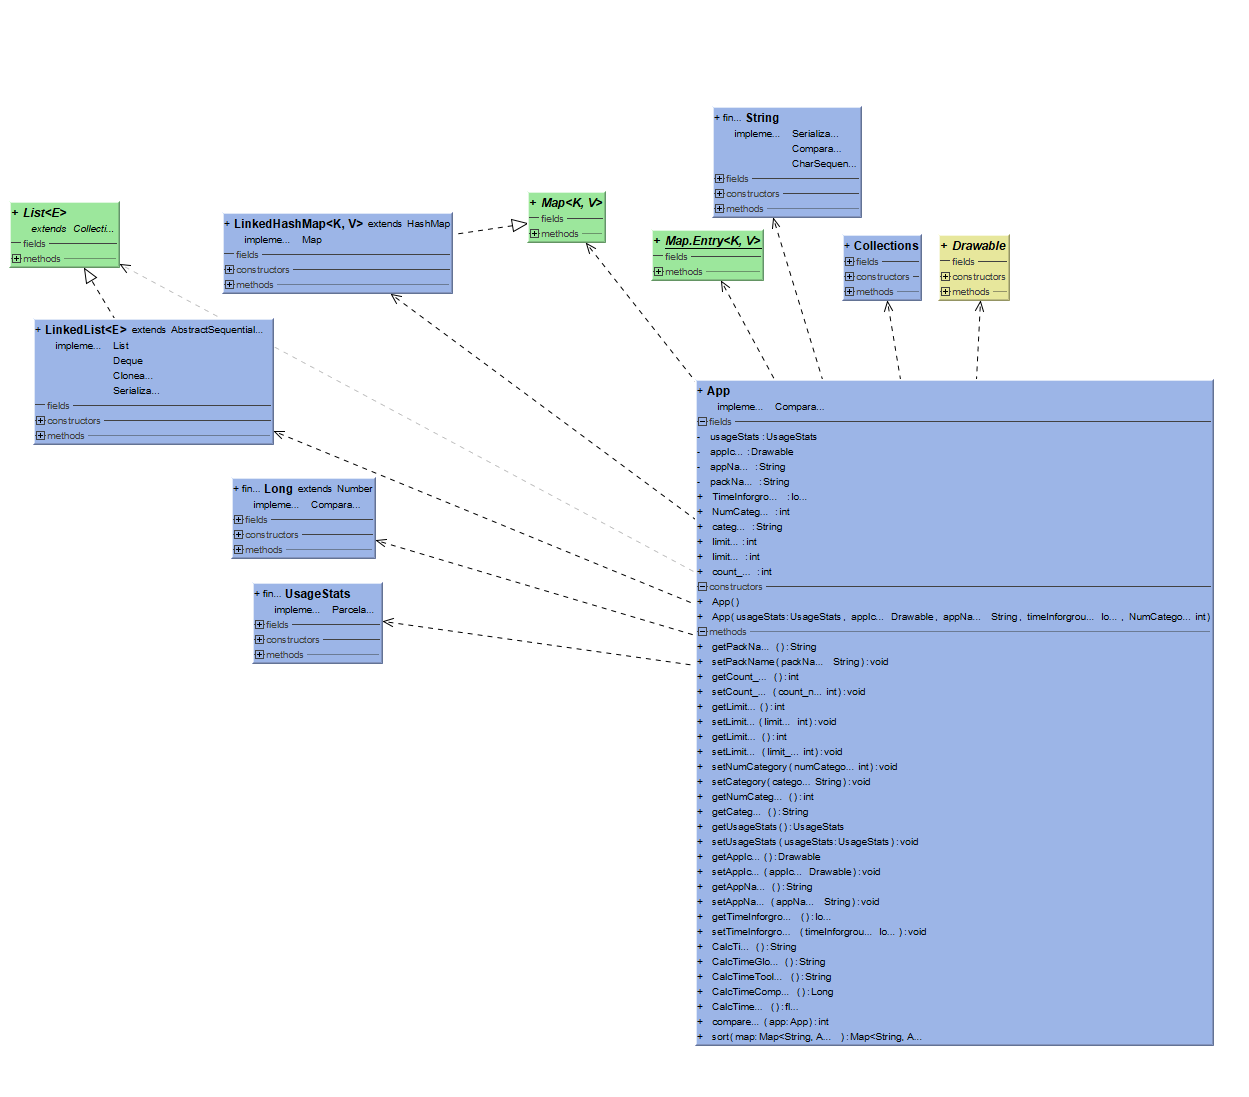 + fin... String
impleme... Serializa...
Compara...
CharSequen...
fields
constructors
methods
+ List<E>
extends Collecti...
fields
methods
+ LinkedHashMap<K, V> extends HashMap
impleme... Map
fields
constructors
methods
+ Map<K, V>
fields
methods
+ Map.Entry<K, V>
fields
methods
+ Collections
fields
constructors
methods
+ Drawable
fields
constructors
methods
+ LinkedList<E> extends AbstractSequential...
impleme... List
Deque
Clonea...
Serializa...
fields
constructors
methods
+ fin... Long extends Number
impleme... Compara...
fields
constructors
methods
+ fin... UsageStats
impleme... Parcela...
fields
constructors
methods
+ App
impleme... Compara...
fields
- usageStats : UsageStats
- appIc... : Drawable
- appNa... : String
- packNa... : String
+ TimeInforgro... : lo...
+ NumCateg... : int
+ categ... : String
+ limit... : int
+ limit... : int
+ count_... : int
constructors
+ App ( )
+ App ( usageStats: UsageStats , appIc... Drawable , appNa... String , timeInforgrou... lo... , NumCatego... int )
methods
+ getPackNa... ( ) : String
+ setPackName ( packNa... String ) : void
+ getCount_... ( ) : int
+ setCount_... ( count_n... int ) : void
+ getLimit... ( ) : int
+ setLimit... ( limit... int ) : void
+ getLimit... ( ) : int
+ setLimit... ( limit_... int ) : void
+ setNumCategory ( numCatego... int ) : void
+ setCategory ( catego... String ) : void
+ getNumCateg... ( ) : int
+ getCateg... ( ) : String
+ getUsageStats ( ) : UsageStats
+ setUsageStats ( usageStats: UsageStats ) : void
+ getAppIc... ( ) : Drawable
+ setAppIc... ( appIc... Drawable ) : void
+ getAppNa... ( ) : String
+ setAppNa... ( appNa... String ) : void
+ getTimeInforgro... ( ) : lo...
+ setTimeInforgro... ( timeInforgrou... lo... ) : void
+ CalcTi... ( ) : String
+ CalcTimeGlo... ( ) : String
+ CalcTimeTool... ( ) : String
+ CalcTimeComp... ( ) : Long
+ CalcTime... ( ) : fl...
+ compare... ( app: App ) : int
+ sort ( map: Map<String, A... ) : Map<String, A...